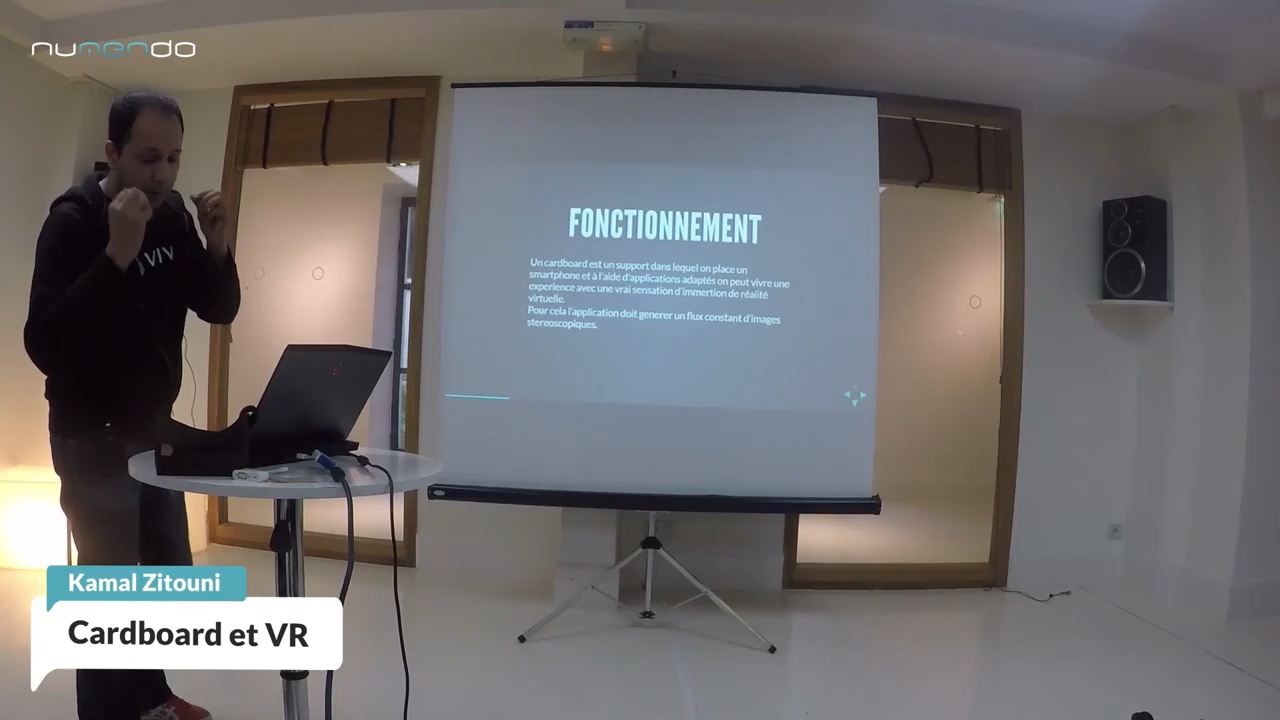 numendo
FONCTIONNEMENT
Un cardboard est un support dans lequel on place un
smartphone et à l'aide d'applications adaptés on peut vivre une
experience avec une vrai sensation d'immertion de réalité
virtuelle.
Pour cela l'application doit generer un flux constant d'images
stereoscopiques.
VIV
Kamal Zitouni
Cardboard et VR